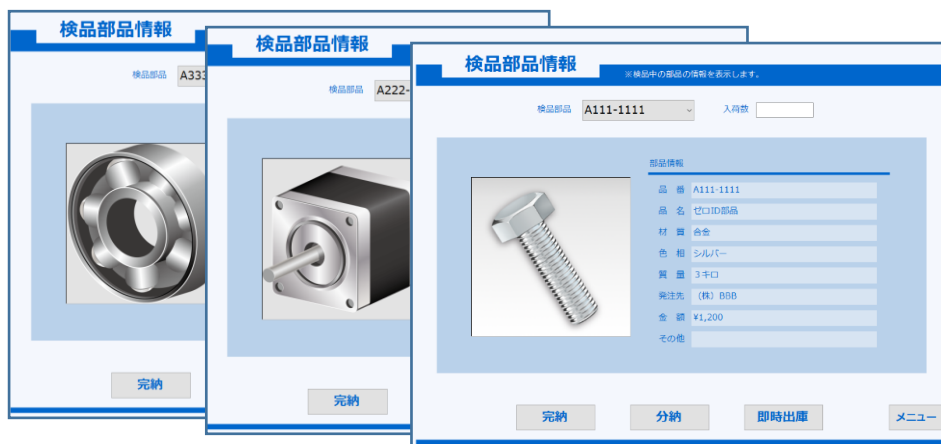 検品部品情報
検品部品 A333
完納
検品部品情報
検品部品 A222-
完納
検品部品情報
※検品中の部品の情報を表示します。
検品部品 A111-1111 入荷数
部品情報
品 番 A111-1111
品 名 ゼロID部品
材 質 合金
色 相 シルバー
質 量 3キロ
発注先 (株) BBB
金 額 ¥1,200
その他
完納 分納 即時出庫 メニュー